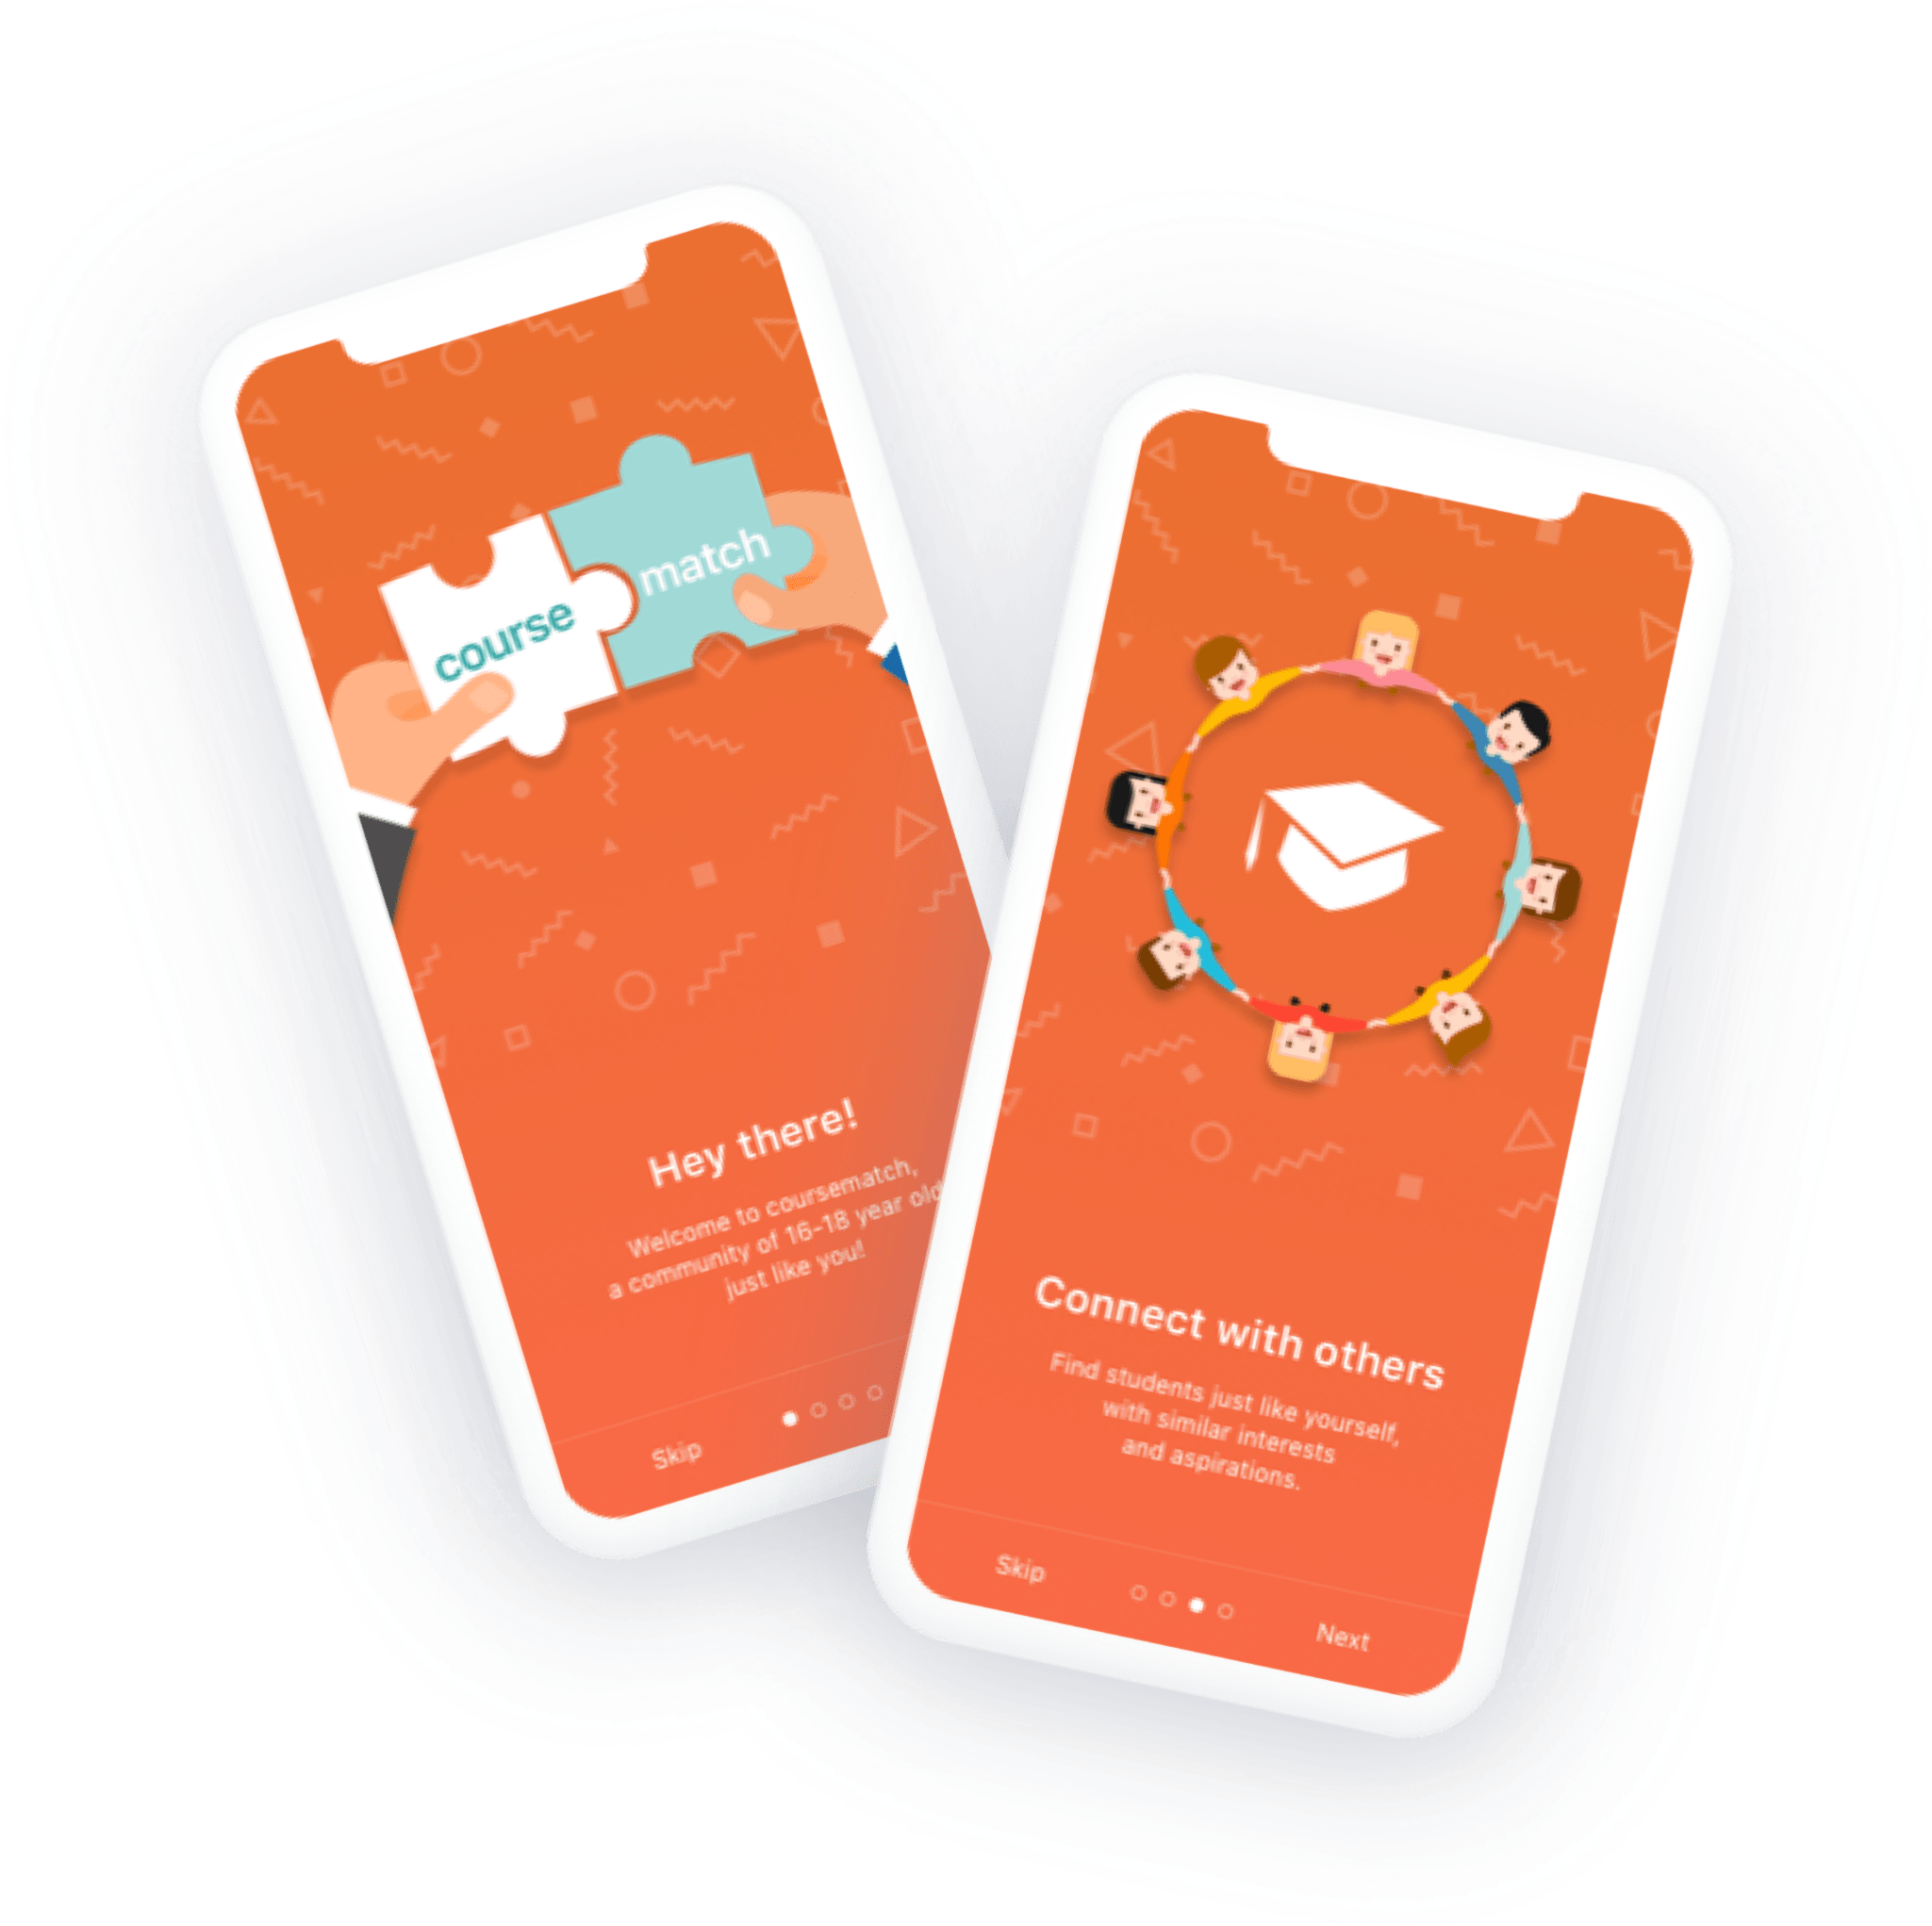 course
match
Hey there!
Welcome to coursematch,
a community of 16-18 year old
just like you!
Skip
Connect with others
Find students just like yourself,
with similar interests
and aspirations.
Skip
Next